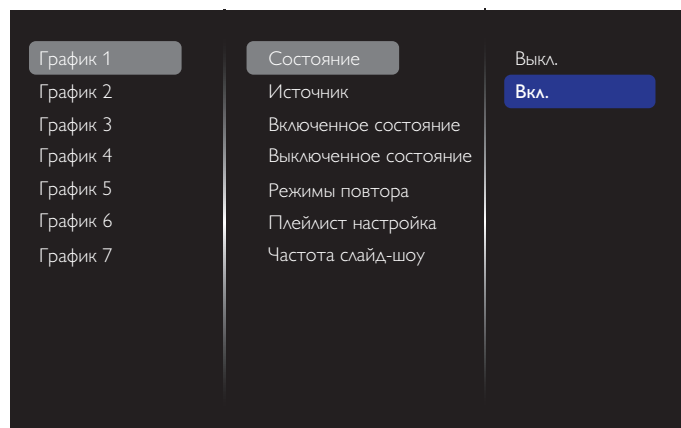 График 1
График 2
График 3
График 4
График 5
График 6
График 7
Состояние
Источник
Включенное состояние
Выключенное состояние
Режимы повтора
Плейлист настройка
Частота слайд-шоу
Выкл.
Вкл.